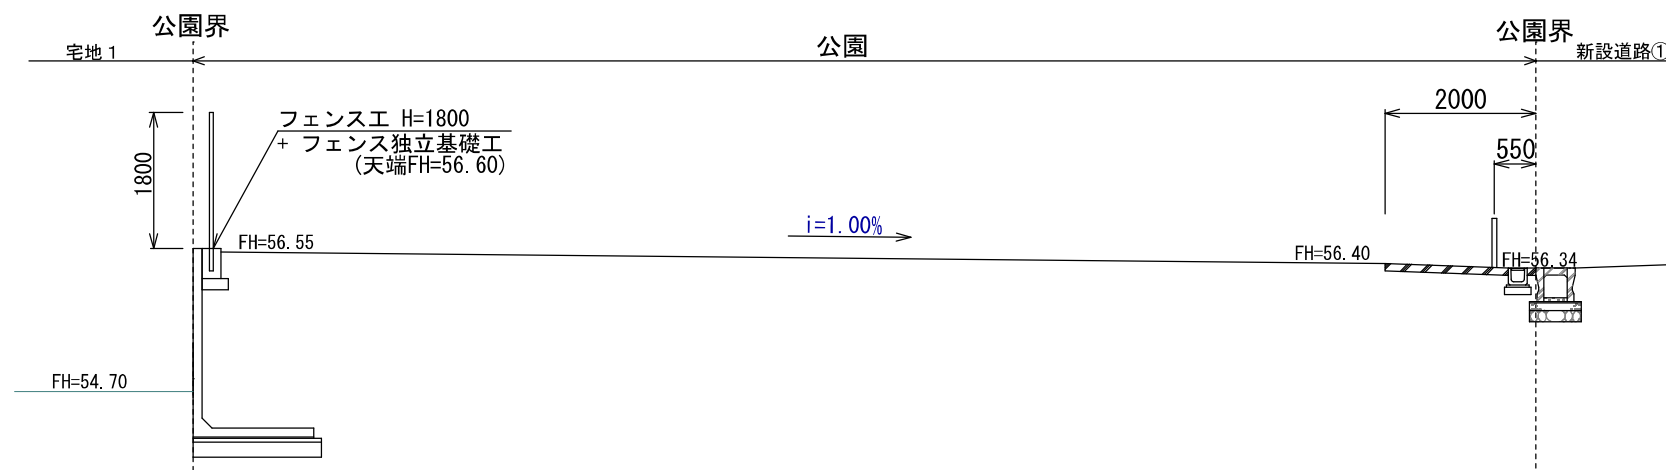 公園界
公園界
宅地 1
公園
新設道路①
2000
フェンス工 H=1800
+ フェンス独立基礎工
(天端FH=56.60)
1800
550
i=1.00%
FH=56.55
FH=56.40
FH=56.34
FH=54.70